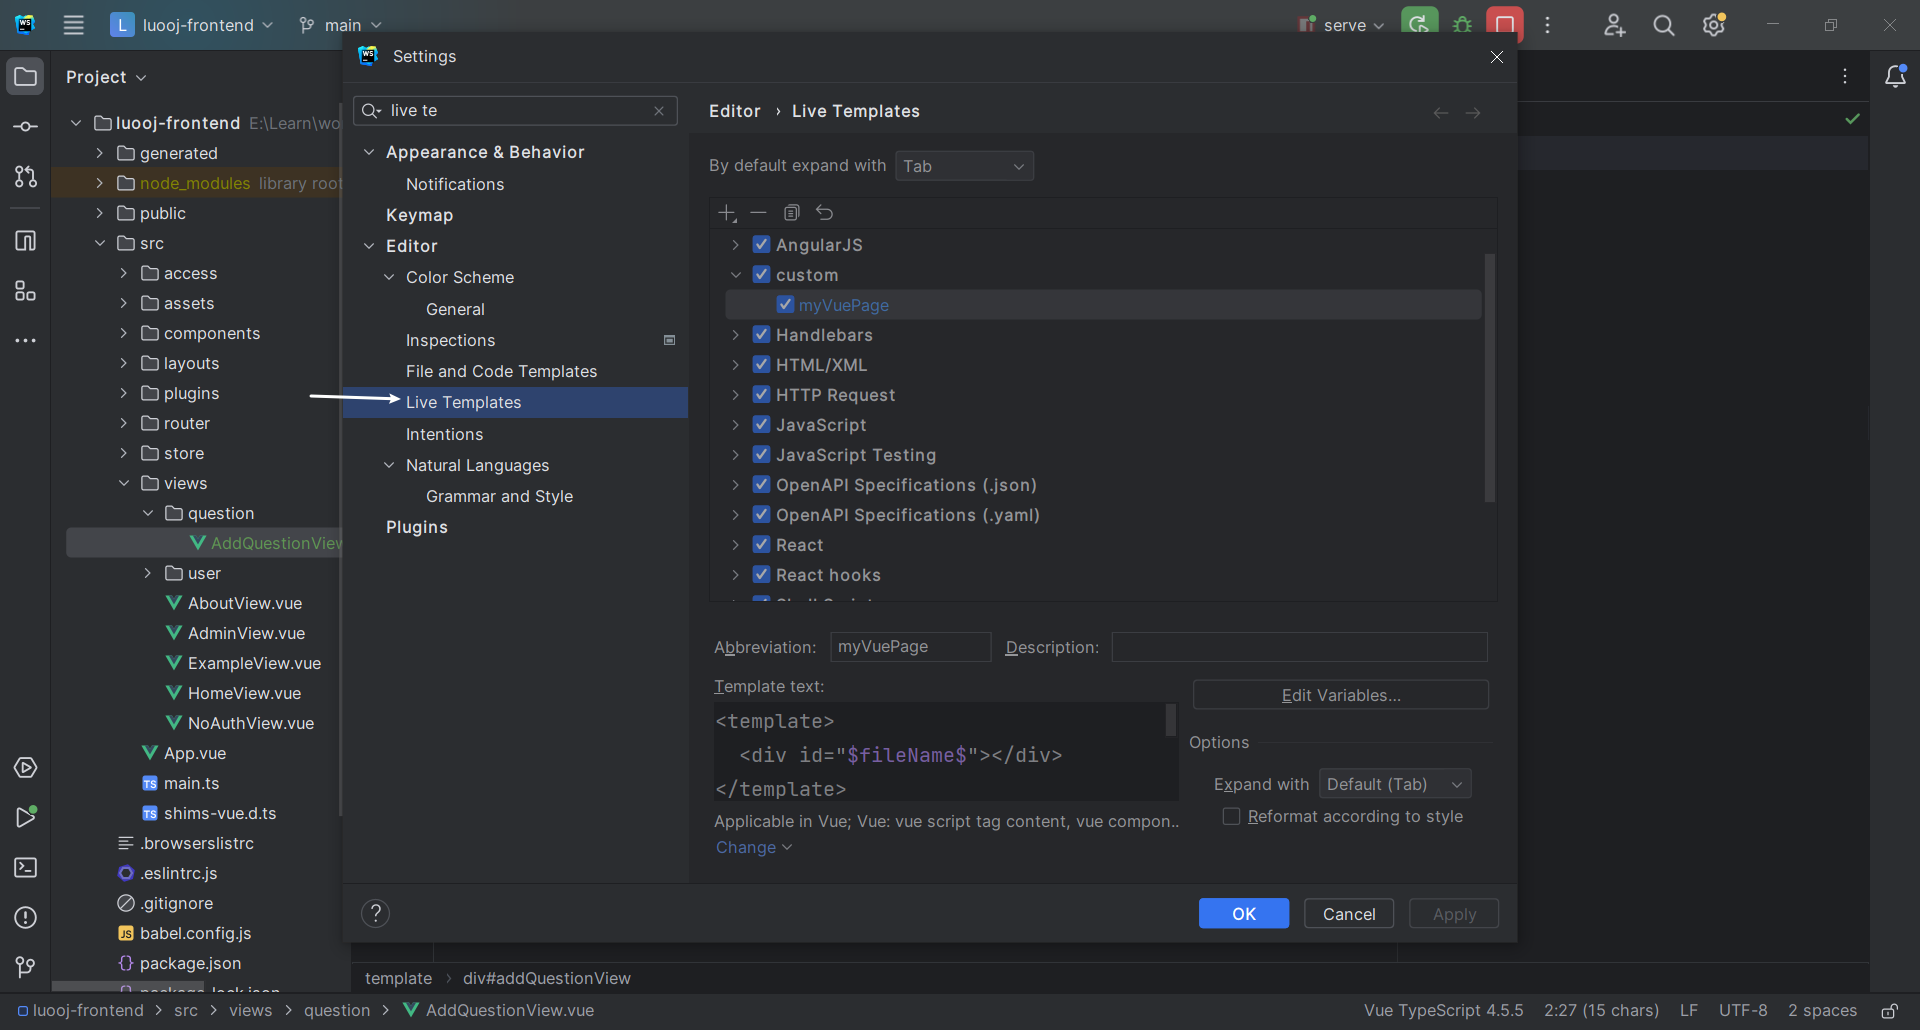 luooj-frontend
main
serve
Project
luooj-frontend E:\Learn\wo
generated
node_modules library root
public
src
access
assets
components
layouts
plugins
router
store
views
question
AddQuestionView
user
AboutView.vue
AdminView.vue
ExampleView.vue
HomeView.vue
NoAuthView.vue
App.vue
main.ts
shims-vue.d.ts
.browserslistrc
.eslintrc.js
.gitignore
babel.config.js
package.json
Settings
live te
Appearance & Behavior
Notifications
Keymap
Editor
Color Scheme
General
Inspections
File and Code Templates
Live Templates
Intentions
Natural Languages
Grammar and Style
Plugins
Editor › Live Templates
By default expand with Tab
AngularJS
custom
myVuePage
Handlebars
HTML/XML
HTTP Request
JavaScript
JavaScript Testing
OpenAPI Specifications (.json)
OpenAPI Specifications (.yaml)
React
React hooks
Abbreviation: myVuePage Description:
Template text:
<template>
<div id="$fileName$"></div>
</template>
Edit Variables...
Options
Expand with Default (Tab)
Reformat according to style
Applicable in Vue; Vue: vue script tag content, vue compon..
Change
?
OK Cancel Apply
template › div#addQuestionView
luooj-frontend > src > views > question > AddQuestionView.vue
Vue TypeScript 4.5.5 2:27 (15 chars) LF UTF-8 2 spaces